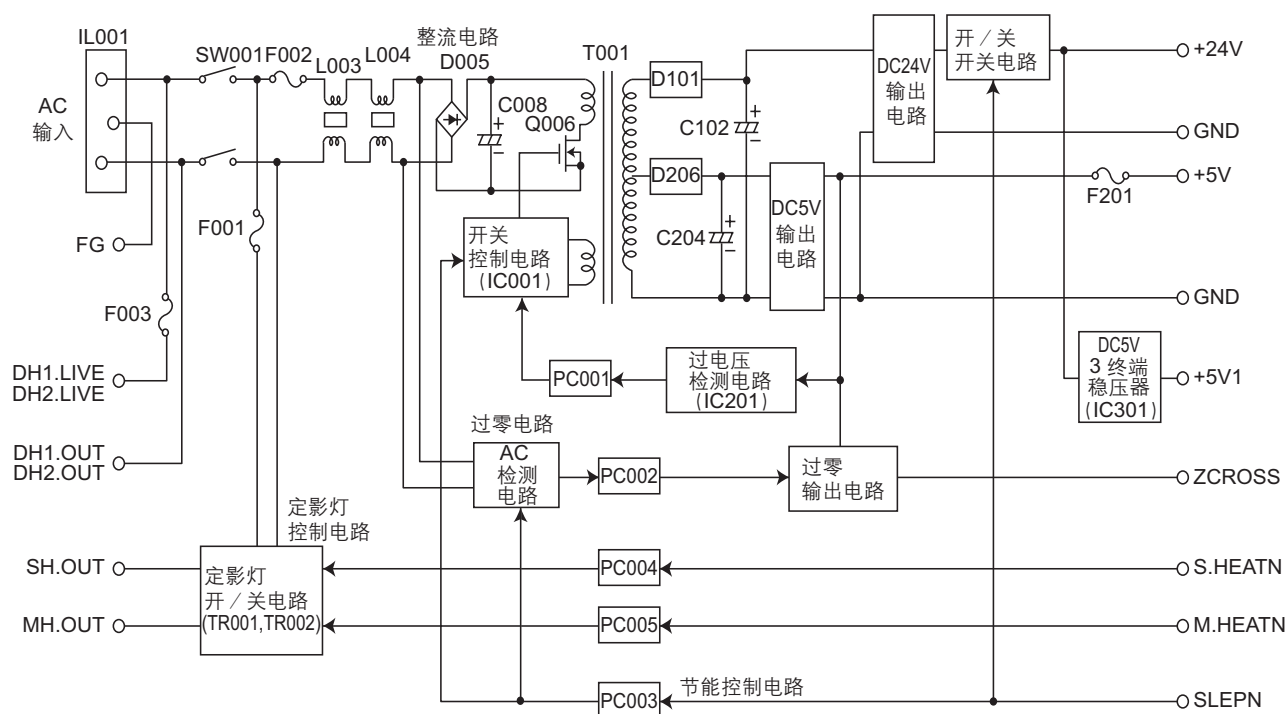 IL001
AC
输入
FG
SW001
F002
L003
L004
整流电路
D005
C008
+
−
Q006
T001
D101
C102
+
−
DC24V
输出
电路
开／关
开关电路
+24V
GND
D206
C204
+
−
DC5V
输出
电路
F201
+5V
GND
F001
F003
开关
控制电路
(IC001)
DH1.LIVE
DH2.LIVE
DH1.OUT
DH2.OUT
PC001
过电压
检测电路
(IC201)
DC5V
3 终端
稳压器
(IC301)
+5V1
过零电路
AC
检测
电路
PC002
过零
输出电路
ZCROSS
定影灯
控制电路
SH.OUT
MH.OUT
定影灯
开／关电路
(TR001,TR002)
PC004
S.HEATN
PC005
M.HEATN
PC003
节能控制电路
SLEPN